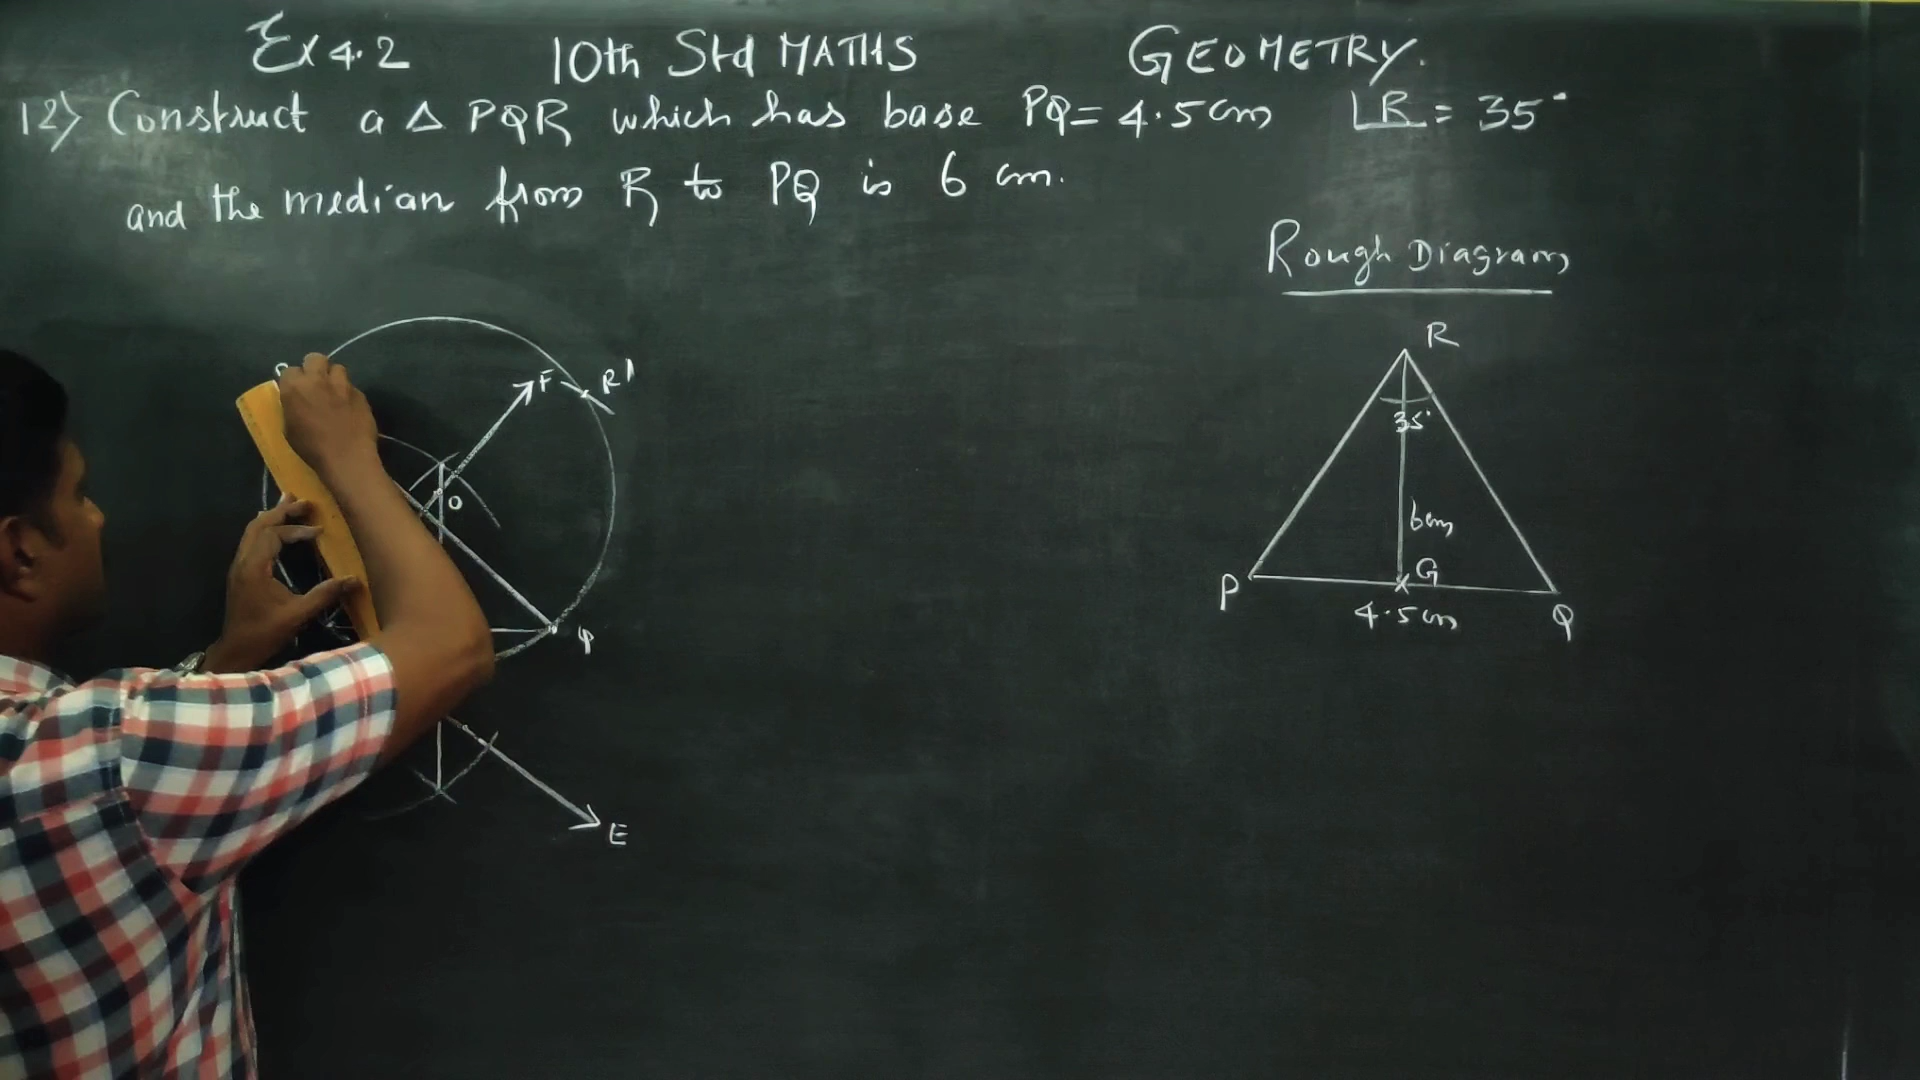 Ex 4.2 10th Std MATHS GEOMETRY.
12) Construct a Δ PQR which has base PQ = 4.5cm ∠R = 35°
and the median from R to PQ is 6 cm.
Rough Diagram
R
35°
6cm
P G Q
4.5cm
F R'
O
Q
E